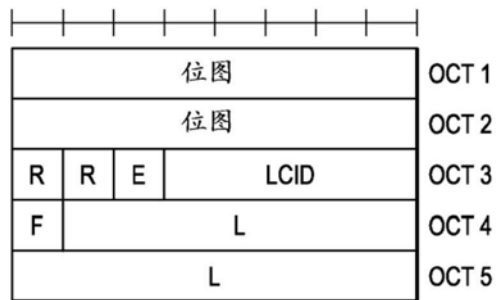 位图 OCT 1
位图 OCT 2
R R E LCID OCT 3
F L OCT 4
L OCT 5